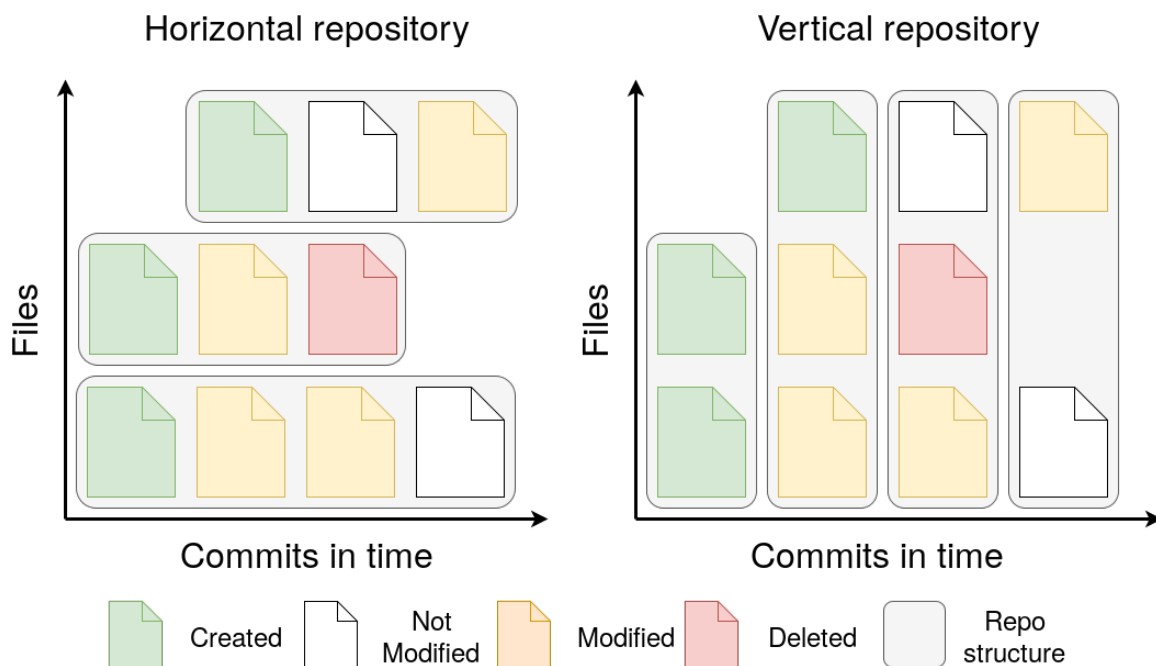 Horizontal repository
Vertical repository
Files
Files
Commits in time
Commits in time
Created
Not
Modified
Modified
Deleted
Repo
structure